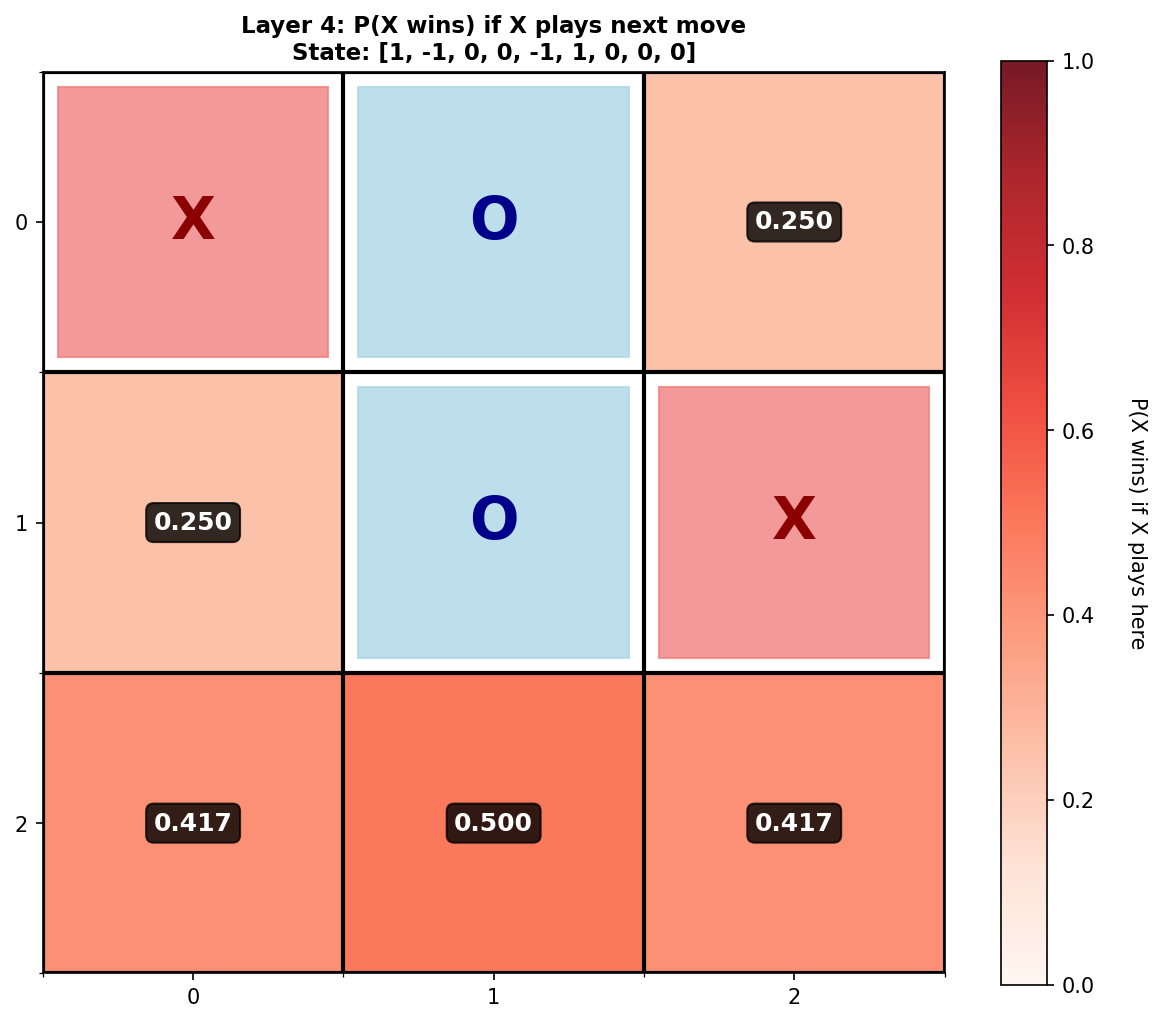 Layer 4: P(X wins) if X plays next move
State: [1, -1, 0, 0, -1, 1, 0, 0, 0]
0
X
O
0.250
1
0.250
O
X
2
0.417
0.500
0.417
0
1
2
1.0
0.8
0.6
0.4
0.2
0.0
P(X wins) if X plays here